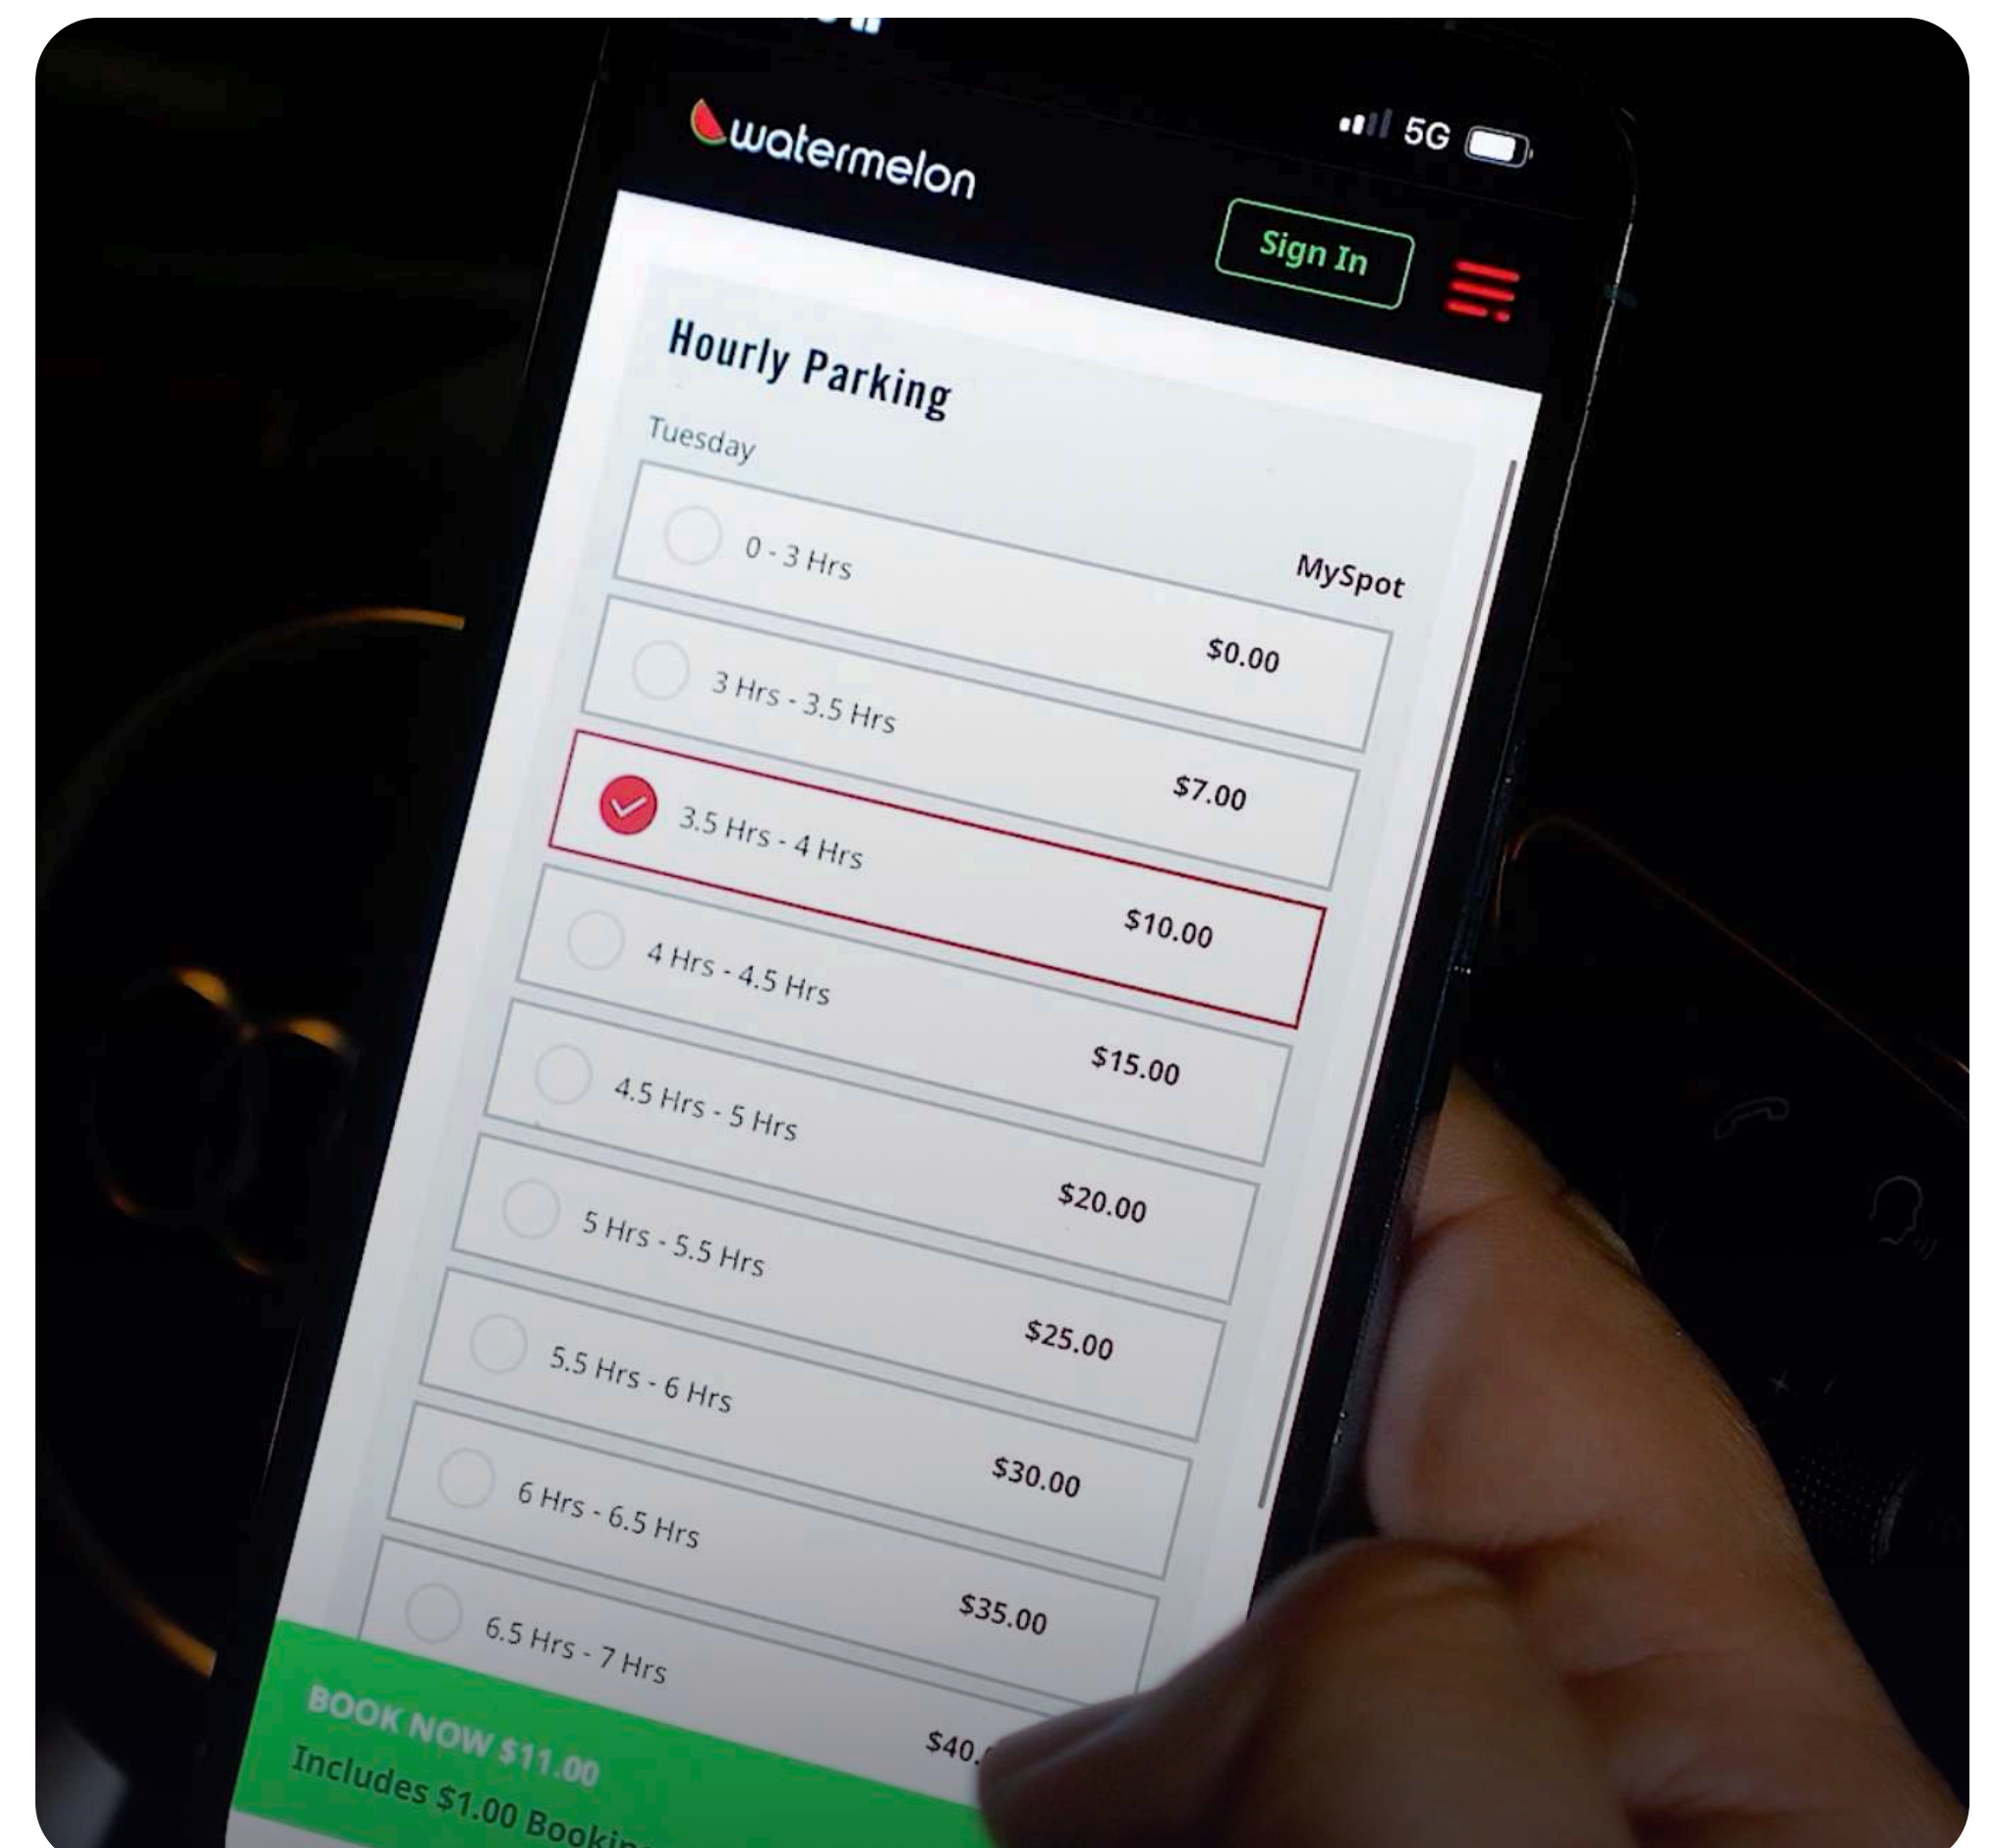 5G
watermelon
Sign In
Hourly Parking
Tuesday
MySpot
0 - 3 Hrs $0.00
3 Hrs - 3.5 Hrs $7.00
3.5 Hrs - 4 Hrs $10.00
4 Hrs - 4.5 Hrs $15.00
4.5 Hrs - 5 Hrs $20.00
5 Hrs - 5.5 Hrs $25.00
5.5 Hrs - 6 Hrs $30.00
6 Hrs - 6.5 Hrs $35.00
6.5 Hrs - 7 Hrs $40.
BOOK NOW $11.00
Includes $1.00